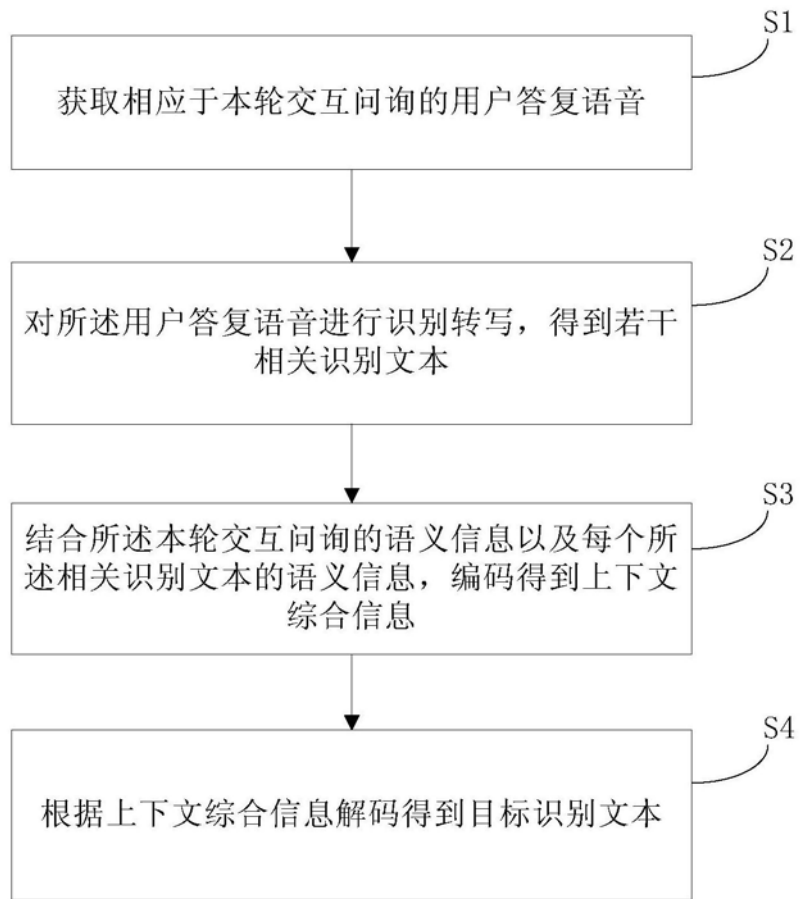 S1
获取相应于本轮交互问询的用户答复语音
S2
对所述用户答复语音进行识别转写，得到若干
相关识别文本
S3
结合所述本轮交互问询的语义信息以及每个所
述相关识别文本的语义信息，编码得到上下文
综合信息
S4
根据上下文综合信息解码得到目标识别文本